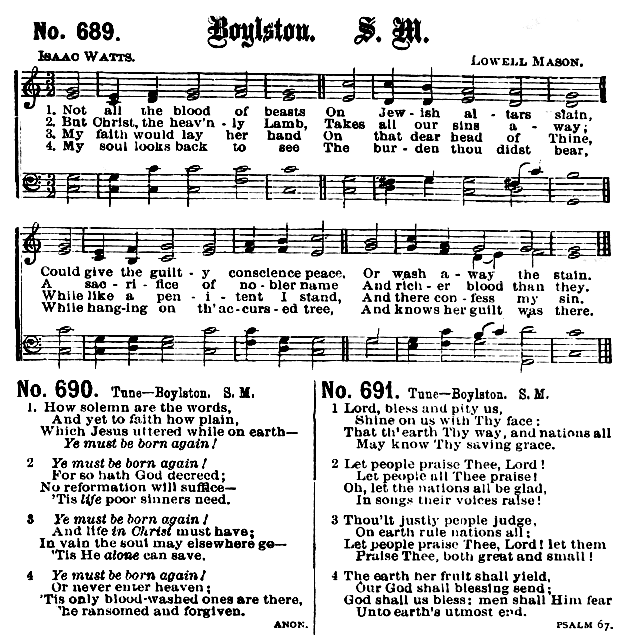 No. 689. Boylston. S. M.
Isaac Watts. Lowell Mason.
1. Not all the blood of beasts On Jew-ish al-tars slain,
2. But Christ, the heav'n-ly Lamb, Takes all our sins a-way;
3. My faith would lay her hand On that dear head of Thine,
4. My soul looks back to see The bur-den thou didst bear,
Could give the guilt-y conscience peace, Or wash a-way the stain.
A sac-ri-fice of no-bler name And rich-er blood than they.
While like a pen-i-tent I stand, And there con-fess my sin.
While hang-ing on th' ac-curs-ed tree, And knows her guilt was there.
No. 690. Tune—Boylston. S. M.
1. How solemn are the words,
And yet to faith how plain,
Which Jesus uttered while on earth—
Ye must be born again!
2 Ye must be born again!
For so hath God decreed;
No reformation will suffice—
'Tis life poor sinners need.
3 Ye must be born again!
And life in Christ must have;
In vain the soul may elsewhere go—
'Tis He alone can save.
4 Ye must be born again!
Or never enter heaven;
'Tis only blood-washed ones are there,
'he ransomed and forgiven.
ANON.
No. 691. Tune—Boylston. S. M.
1 Lord, bless and pity us,
Shine on us with Thy face:
That th' earth Thy way, and nations all
May know Thy saving grace.
2 Let people praise Thee, Lord!
Let people all Thee praise!
Oh, let the nations all be glad,
In songs their voices raise!
3 Thou'lt justly people judge,
On earth rule nations all:
Let people praise Thee, Lord! let them
Praise Thee, both great and small!
4 The earth her fruit shall yield,
Our God shall blessing send;
God shall us bless; men shall Him fear
Unto earth's utmost end.
PSALM 67.